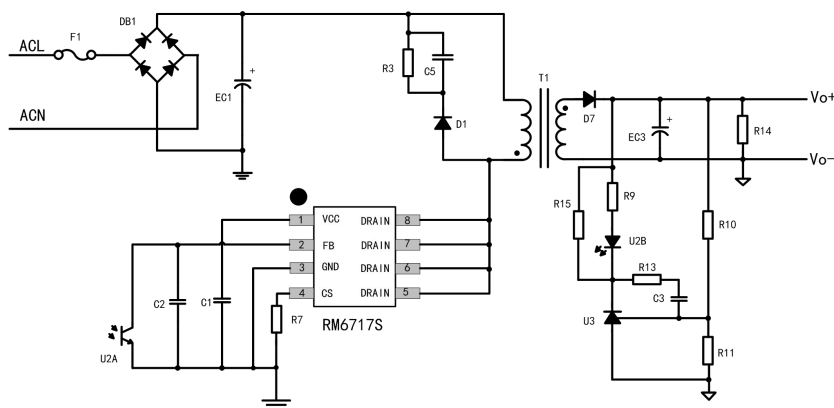 ACL
F1
DB1
EC1
+
ACN
R3
C5
D1
T1
D7
EC3
+
R14
Vo+
Vo-
R15
R9
U2B
R10
R13
C3
U3
R11
1
VCC
DRAIN
8
2
FB
DRAIN
7
3
GND
DRAIN
6
4
CS
DRAIN
5
RM6717S
R7
C2
C1
U2A